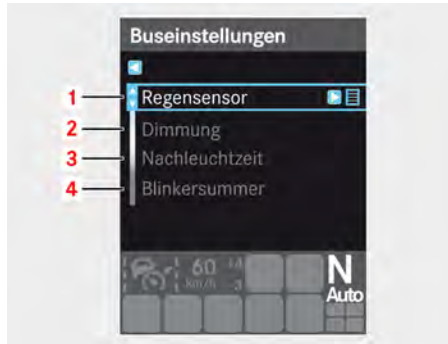 Buseinstellungen
1 Regensensor
2 Dimmung
3 Nachleuchtzeit
4 Blinkersummer
60
km/h
N
Auto